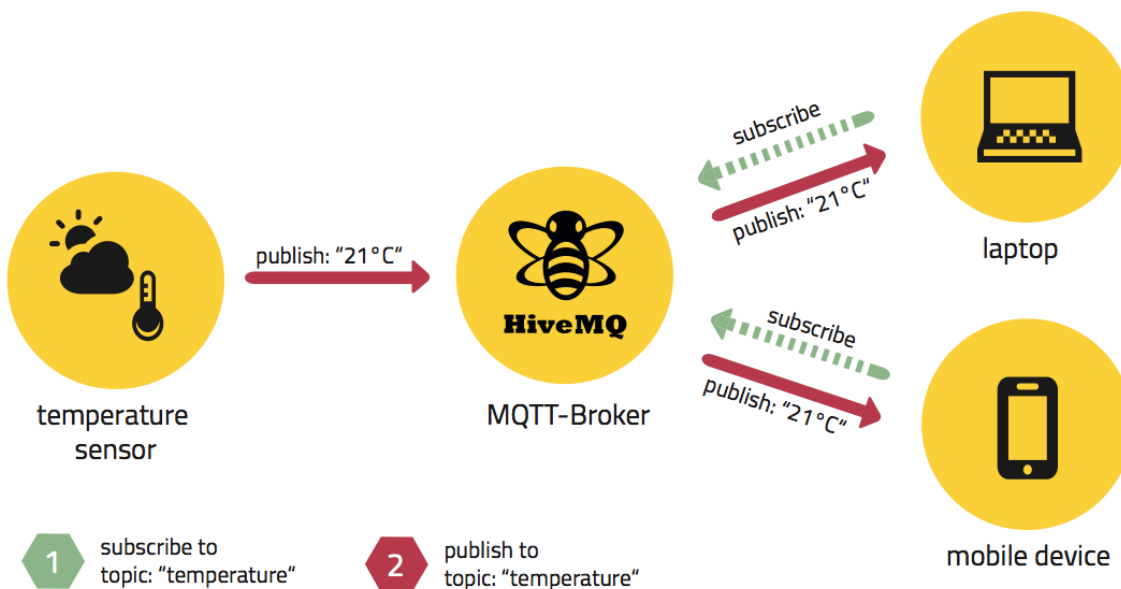 subscribe
publish: “21°C“
laptop
publish: “21°C“
HiveMQ
subscribe
publish: “21°C“
temperature
sensor
MQTT-Broker
mobile device
1
subscribe to
topic: “temperature“
2
publish to
topic: “temperature“